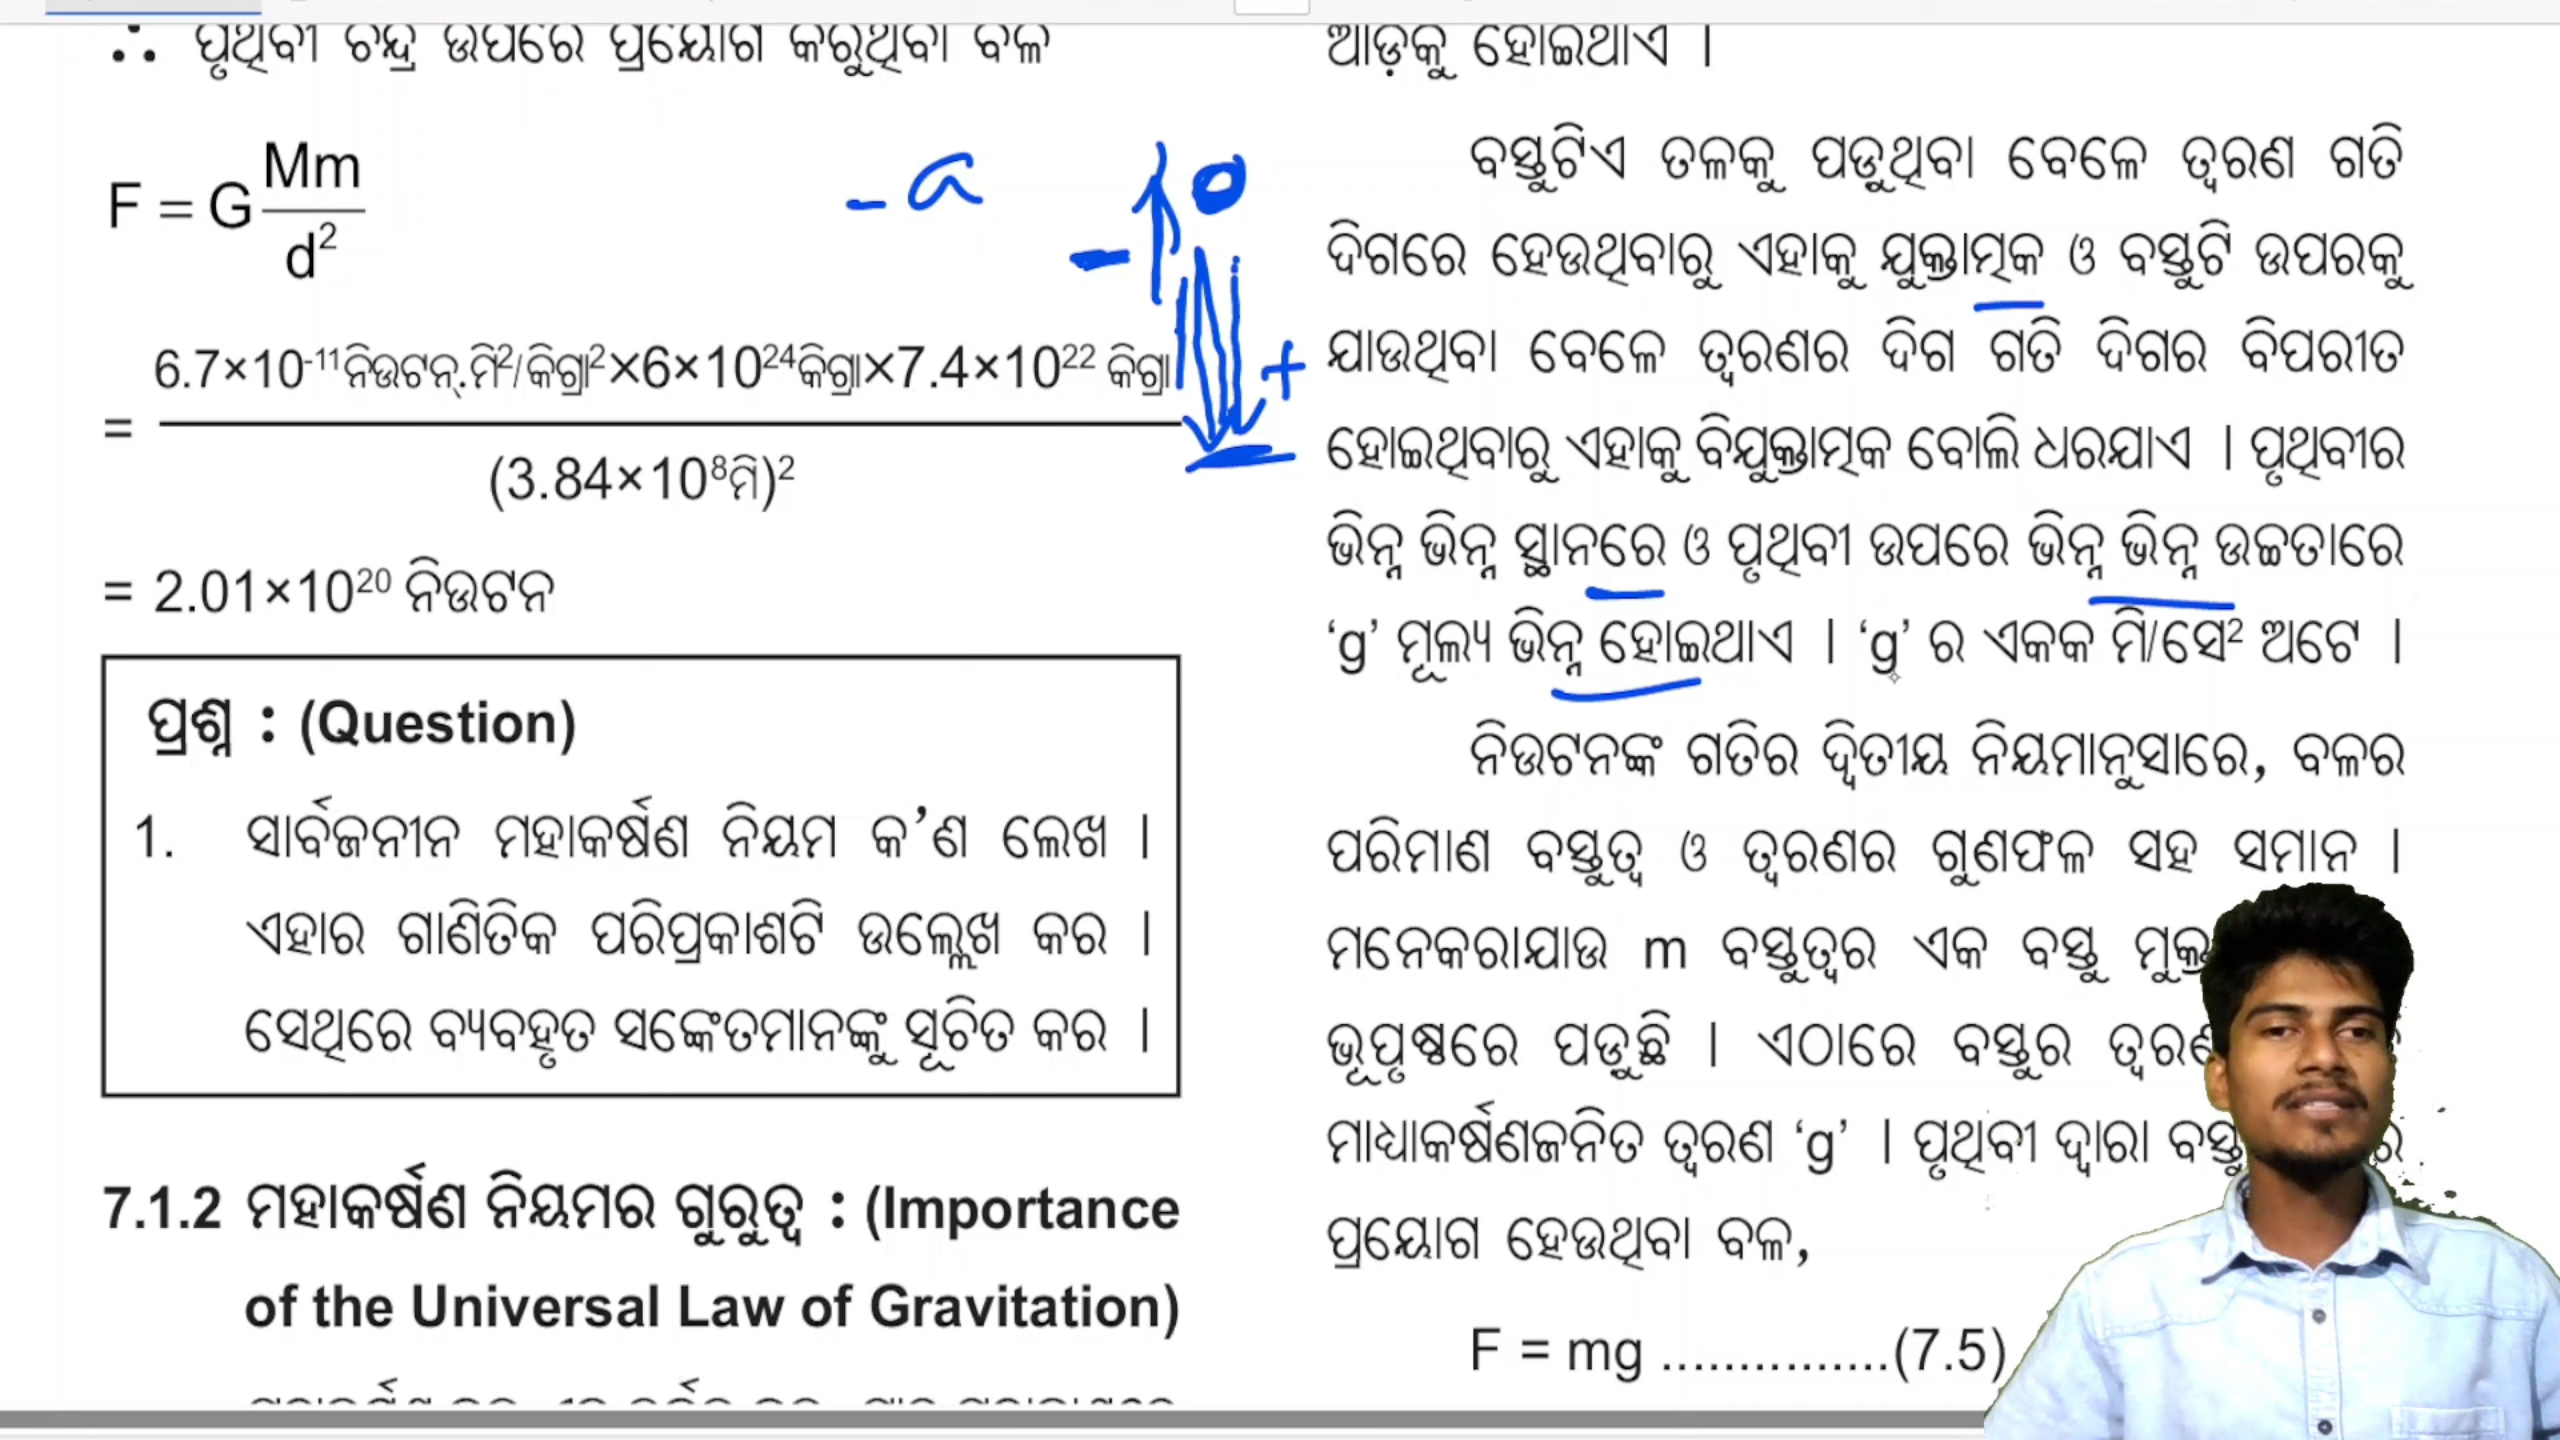 ∴ ପୃଥିବୀ ଚନ୍ଦ୍ର ଉପରେ ପ୍ରୟୋଗ କରୁଥିବା ବଳ
F = G Mm / d²
= 6.7×10⁻¹¹ନିଉଟନ୍.ମି²/କିଗ୍ରା²×6×10²⁴କିଗ୍ରା×7.4×10²² କିଗ୍ରା
(3.84×10⁸ମି)²
= 2.01×10²⁰ ନିଉଟନ
ପ୍ରଶ୍ନ : (Question)
1. ସାର୍ବଜନୀନ ମହାକର୍ଷଣ ନିୟମ କ’ଣ ଲେଖ ।
ଏହାର ଗାଣିତିକ ପରିପ୍ରକାଶଟି ଉଲ୍ଲେଖ କର ।
ସେଥିରେ ବ୍ୟବହୃତ ସଙ୍କେତମାନଙ୍କୁ ସୂଚିତ କର ।
7.1.2 ମହାକର୍ଷଣ ନିୟମର ଗୁରୁତ୍ୱ : (Importance
of the Universal Law of Gravitation)
- a
-
+
ଆଡ଼କୁ ହୋଇଥାଏ ।
ବସ୍ତୁଟିଏ ତଳକୁ ପଡ଼ୁଥିବା ବେଳେ ତ୍ୱରଣ ଗତି
ଦିଗରେ ହେଉଥିବାରୁ ଏହାକୁ ଯୁକ୍ତାତ୍ମକ ଓ ବସ୍ତୁଟି ଉପରକୁ
ଯାଉଥିବା ବେଳେ ତ୍ୱରଣର ଦିଗ ଗତି ଦିଗର ବିପରୀତ
ହୋଇଥିବାରୁ ଏହାକୁ ବିଯୁକ୍ତାତ୍ମକ ବୋଲି ଧରଯାଏ । ପୃଥିବୀର
ଭିନ୍ନ ଭିନ୍ନ ସ୍ଥାନରେ ଓ ପୃଥିବୀ ଉପରେ ଭିନ୍ନ ଭିନ୍ନ ଉଚ୍ଚତାରେ
‘g’ ମୂଲ୍ୟ ଭିନ୍ନ ହୋଇଥାଏ । ‘g’ ର ଏକକ ମି/ସେ² ଅଟେ ।
ନିଉଟନଙ୍କ ଗତିର ଦ୍ୱିତୀୟ ନିୟମାନୁସାରେ, ବଳର
ପରିମାଣ ବସ୍ତୁତ୍ୱ ଓ ତ୍ୱରଣର ଗୁଣଫଳ ସହ ସମାନ ।
ମନେକରାଯାଉ m ବସ୍ତୁତ୍ୱର ଏକ ବସ୍ତୁ
ଭୂପୃଷ୍ଠରେ ପଡ଼ୁଛି । ଏଠାରେ ବସ୍ତୁର
ମାଧ୍ୟାକର୍ଷଣଜନିତ ତ୍ୱରଣ ‘g’ । ପୃଥିବୀ ଦ୍ୱାରା
ପ୍ରୟୋଗ ହେଉଥିବା ବଳ,
F = mg ...............(7.5)